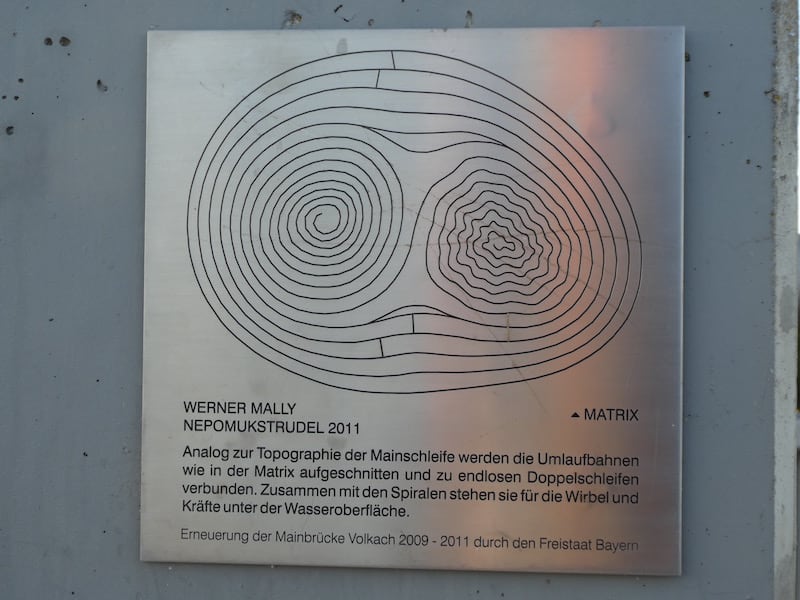 WERNER MALLY
NEPOMUKSTRUDEL 2011
▲ MATRIX
Analog zur Topographie der Mainschleife werden die Umlaufbahnen
wie in der Matrix aufgeschnitten und zu endlosen Doppelschleifen
verbunden. Zusammen mit den Spiralen stehen sie für die Wirbel und
Kräfte unter der Wasseroberfläche.
Erneuerung der Mainbrücke Volkach 2009 - 2011 durch den Freistaat Bayern